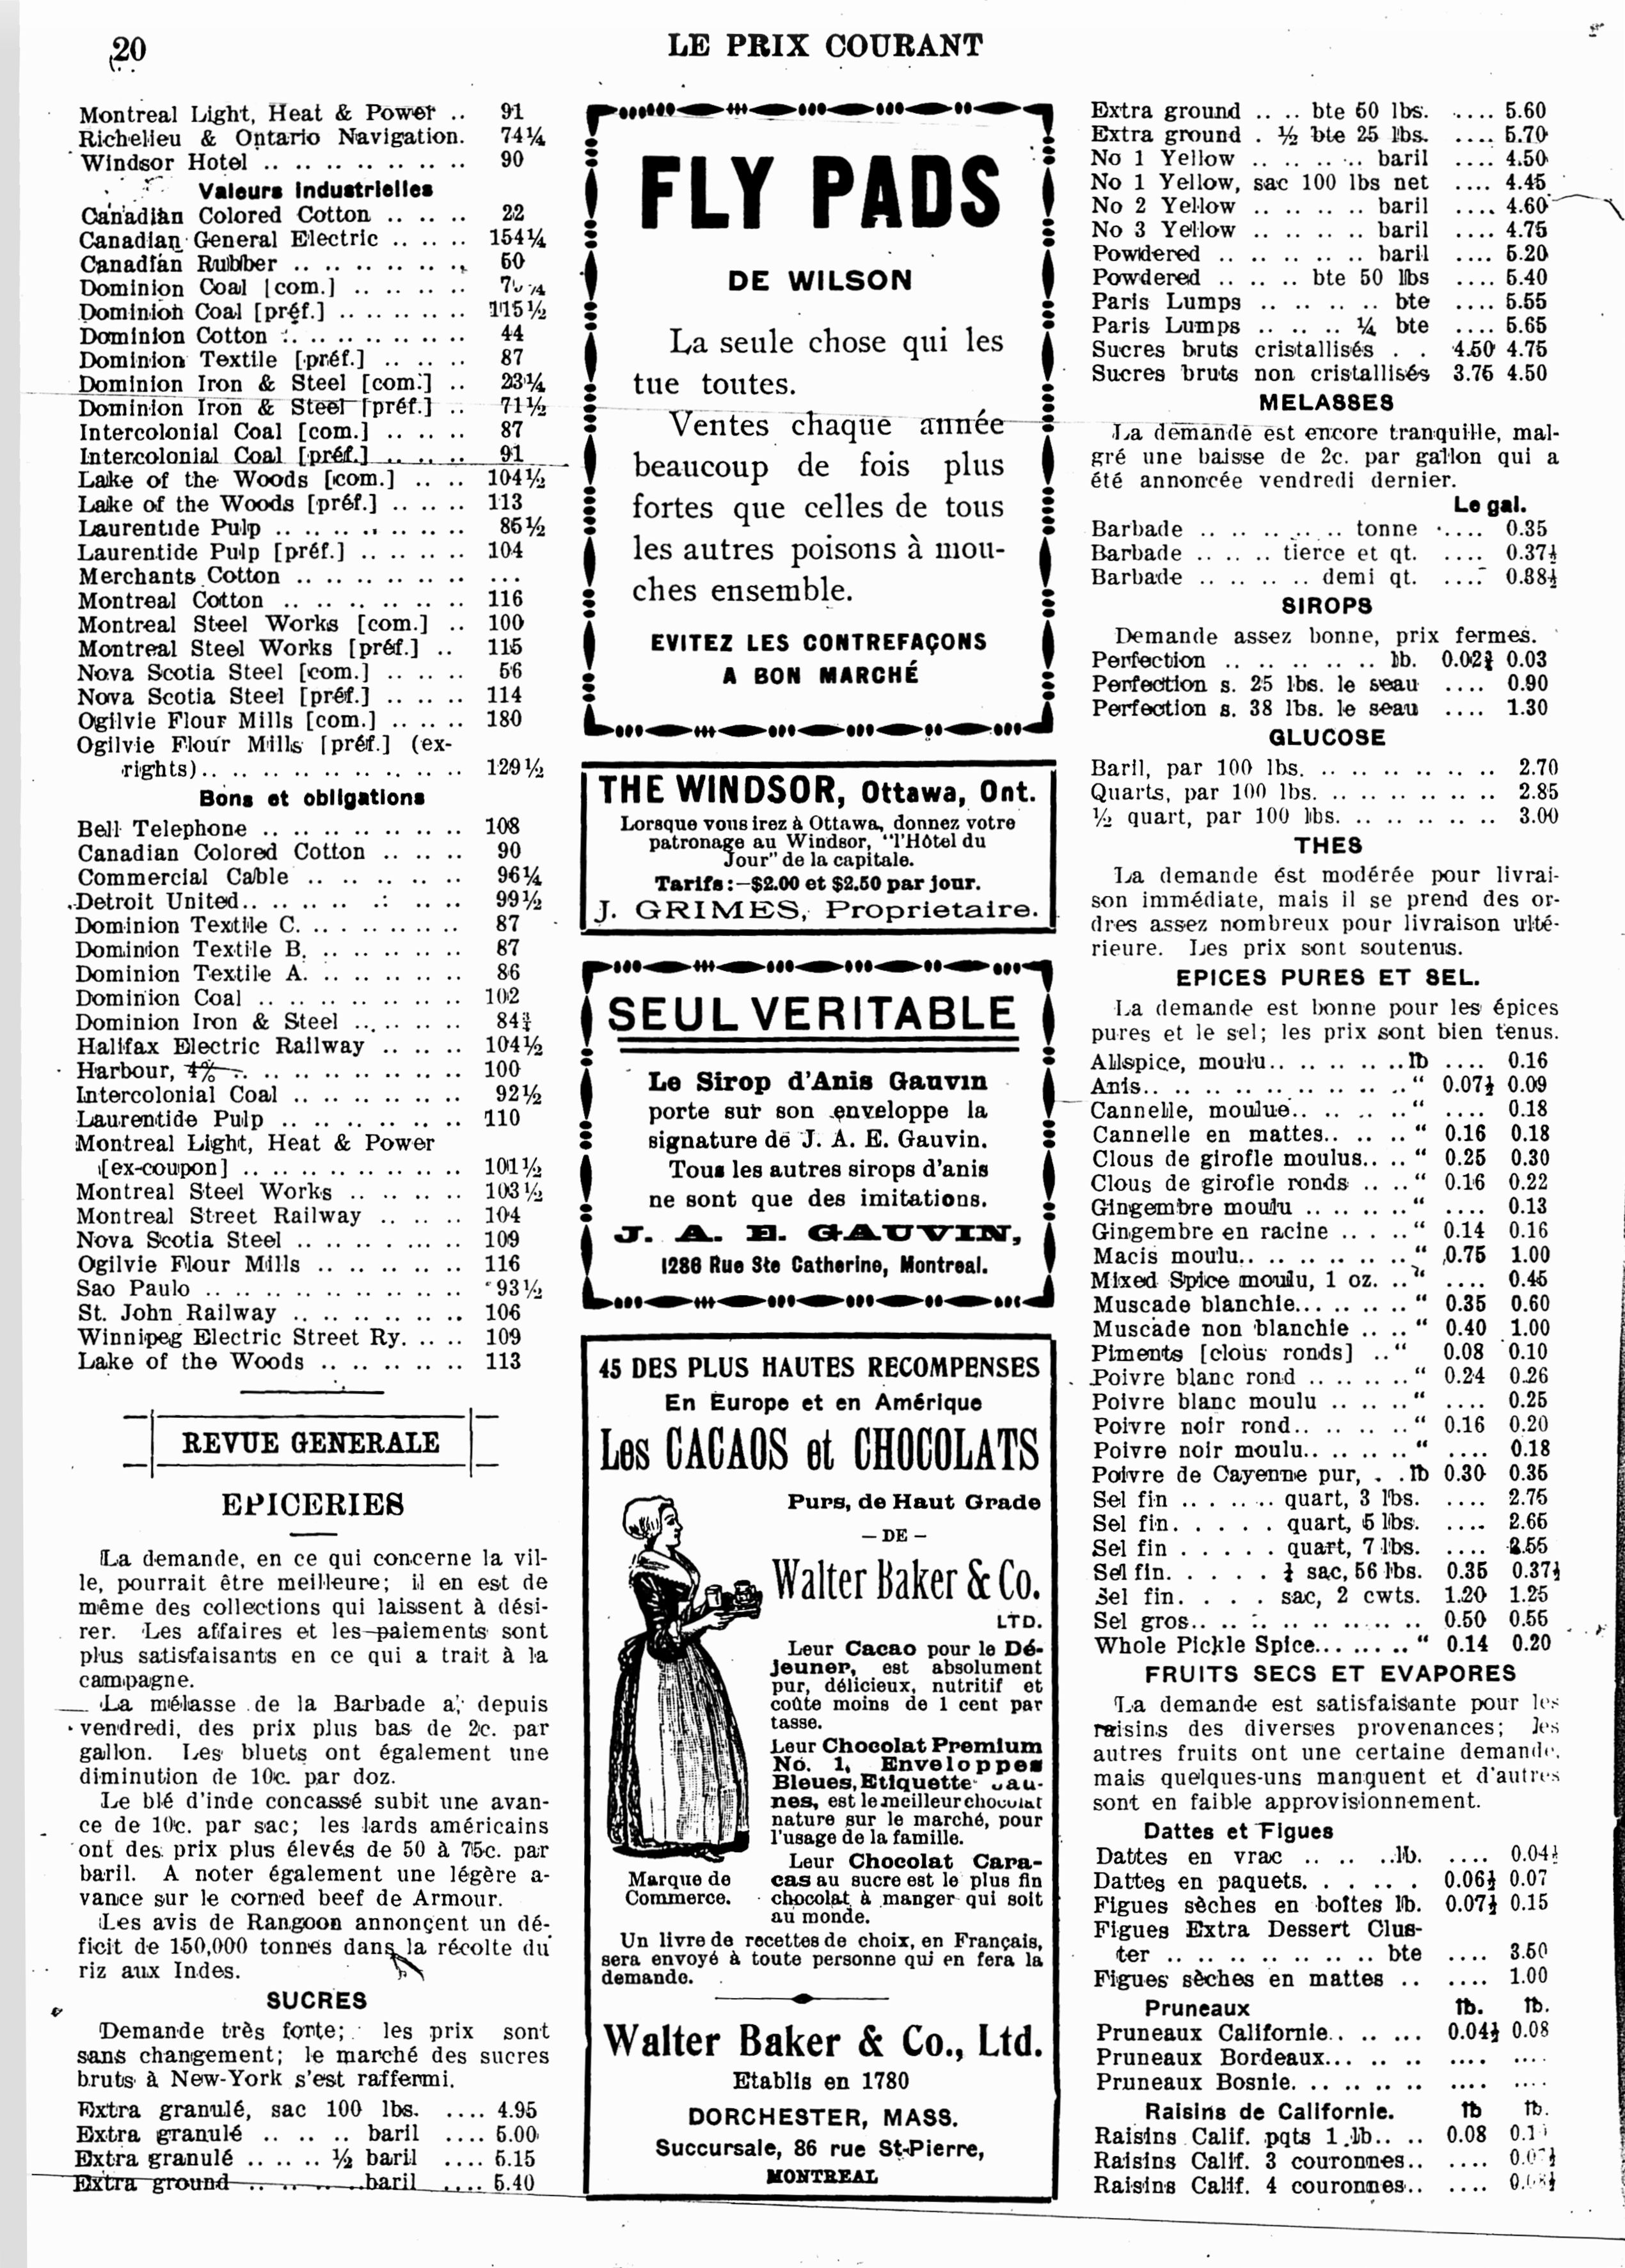 20
LE PRIX COURANT
Montreal Light, Heat & Power .. 91
Richelieu & Ontario Navigation. 74¼
Windsor Hotel .. .. .. .. .. .. .. .. 90
Valeurs Industrielles
Canadian Colored Cotton .. .. .. 22
Canadian General Electric .. .. .. 154¼
Canadian Rubber .. .. .. .. .. .. .. 50
Dominion Coal [com.] .. .. .. .. ..
Dominion Coal [préf.] .. .. .. .. .. 115½
Dominion Cotton .. .. .. .. .. .. .. 44
Dominion Textile [préf.] .. .. .. 87
Dominion Iron & Steel [com.] .. 23¼
Dominion Iron & Steel [préf.] .. 71½
Intercolonial Coal [com.] .. .. .. 87
Intercolonial Coal [préf.] .. .. .. 91
Lake of the Woods [com.] .. .. 104½
Lake of the Woods [préf.] .. .. .. 113
Laurentide Pulp .. .. .. .. .. .. .. 85½
Laurentide Pulp [préf.] .. .. .. .. 104
Merchants Cotton .. .. .. .. .. .. ...
Montreal Cotton .. .. .. .. .. .. .. 116
Montreal Steel Works [com.] .. 100
Montreal Steel Works [préf.] .. 115
Nova Scotia Steel [com.] .. .. .. 56
Nova Scotia Steel [préf.] .. .. .. 114
Ogilvie Flour Mills [com.] .. .. .. 180
Ogilvie Flour Mills [préf.] (ex-
rights).. .. .. .. .. .. .. .. .. .. 129½
Bons et obligations
Bell Telephone .. .. .. .. .. .. .. 108
Canadian Colored Cotton .. .. .. 90
Commercial Cable .. .. .. .. .. .. 96¼
Detroit United.. .. .. .. .. .. .. 99½
Dominion Textile C. .. .. .. .. .. 87
Dominion Textile B. .. .. .. .. .. 87
Dominion Textile A. .. .. .. .. .. 86
Dominion Coal .. .. .. .. .. .. .. 102
Dominion Iron & Steel .. .. .. .. 84¾
Halifax Electric Railway .. .. .. 104½
Harbour, 4% .. .. .. .. .. .. .. .. 100
Intercolonial Coal .. .. .. .. .. .. 92½
Laurentide Pulp .. .. .. .. .. .. 110
Montreal Light, Heat & Power
[ex-coupon] .. .. .. .. .. .. .. .. 101½
Montreal Steel Works .. .. .. .. 103½
Montreal Street Railway .. .. .. 104
Nova Scotia Steel .. .. .. .. .. .. 109
Ogilvie Flour Mills .. .. .. .. .. 116
Sao Paulo .. .. .. .. .. .. .. .. .. 93½
St. John Railway .. .. .. .. .. .. 106
Winnipeg Electric Street Ry. .. .. 109
Lake of the Woods .. .. .. .. .. 113
REVUE GENERALE
EPICERIES
La demande, en ce qui concerne la vil-
le, pourrait être meilleure; il en est de
même des collections qui laissent à dési-
rer. Les affaires et les paiements sont
plus satisfaisants en ce qui a trait à la
campagne.
La mélasse de la Barbade a, depuis
vendredi, des prix plus bas de 2c. par
gallon. Les bluets ont également une
diminution de 10c. par doz.
Le blé d'inde concassé subit une avan-
ce de 10c. par sac; les lards américains
ont des prix plus élevés de 50 à 75c. par
baril. A noter également une légère a-
vance sur le corned beef de Armour.
Les avis de Rangoon annonçent un dé-
ficit de 150,000 tonnes dans la récolte du
riz aux Indes.
SUCRES
Demande très forte; les prix sont
sans changement; le marché des sucres
bruts à New-York s'est raffermi.
Extra granulé, sac 100 lbs. .... 4.95
Extra granulé .. .. .. baril .... 5.00
Extra granulé .. .. .. ½ baril .... 5.15
Extra ground .. .. .. baril .... 5.40
FLY PADS
DE WILSON
La seule chose qui les
tue toutes.
Ventes chaque année
beaucoup de fois plus
fortes que celles de tous
les autres poisons à mou-
ches ensemble.
EVITEZ LES CONTREFAÇONS
A BON MARCHÉ
THE WINDSOR, Ottawa, Ont.
Lorsque vous irez à Ottawa, donnez votre
patronage au Windsor, "l'Hôtel du
Jour" de la capitale.
Tarifs:—$2.00 et $2.50 par jour.
J. GRIMES, Proprietaire.
SEUL VERITABLE
Le Sirop d'Anis Gauvin
porte sur son enveloppe la
signature de J. A. E. Gauvin.
Tous les autres sirops d'anis
ne sont que des imitations.
J. A. E. GAUVIN,
1286 Rue Ste Catherine, Montreal.
45 DES PLUS HAUTES RECOMPENSES
En Europe et en Amérique
Les CACAOS et CHOCOLATS
Purs, de Haut Grade
— DE —
Walter Baker & Co.
LTD.
Leur Cacao pour le Dé-
jeuner, est absolument
pur, délicieux, nutritif et
coûte moins de 1 cent par
tasse.
Leur Chocolat Premium
No. 1, Enveloppes
Bleues, Etiquette Jau-
nes, est le meilleur chocolat
nature sur le marché, pour
l'usage de la famille.
Leur Chocolat Cara-
cas au sucre est le plus fin
chocolat à manger qui soit
au monde.
Marque de
Commerce.
Un livre de recettes de choix, en Français,
sera envoyé à toute personne qui en fera la
demande.
Walter Baker & Co., Ltd.
Etablis en 1780
DORCHESTER, MASS.
Succursale, 86 rue St-Pierre,
MONTREAL
Extra ground .. .. bte 50 lbs. .... 5.60
Extra ground . ½ bte 25 lbs. .... 5.70
No 1 Yellow .. .. .. .. baril .... 4.50
No 1 Yellow, sac 100 lbs net .... 4.45
No 2 Yellow .. .. .. .. baril .... 4.60
No 3 Yellow .. .. .. .. baril .... 4.75
Powdered .. .. .. .. .. baril .... 5.20
Powdered .. .. .. bte 50 lbs .... 5.40
Paris Lumps .. .. .. .. bte .... 5.55
Paris Lumps .. .. .. ¼ bte .... 5.65
Sucres bruts cristallisés . . 4.50 4.75
Sucres bruts non cristallisés 3.75 4.50
MELASSES
La demande est encore tranquille, mal-
gré une baisse de 2c. par gallon qui a
été annoncée vendredi dernier.
Le gal.
Barbade .. .. .. .. .. tonne .... 0.35
Barbade .. .. .. tierce et qt. .... 0.37½
Barbade .. .. .. .. demi qt. .... 0.38½
SIROPS
Demande assez bonne, prix fermes.
Perfection .. .. .. .. .. lb. 0.02¾ 0.03
Perfection s. 25 lbs. le seau .... 0.90
Perfection s. 38 lbs. le seau .... 1.30
GLUCOSE
Baril, par 100 lbs. .. .. .. .. .. 2.70
Quarts, par 100 lbs. .. .. .. .. .. 2.85
½ quart, par 100 lbs. .. .. .. .. 3.00
THES
La demande est modérée pour livrai-
son immédiate, mais il se prend des or-
dres assez nombreux pour livraison ulté-
rieure. Les prix sont soutenus.
EPICES PURES ET SEL.
La demande est bonne pour les épices
pures et le sel; les prix sont bien tenus.
Allspice, moulu.. .. .. .. .. lb .... 0.16
Anis.. .. .. .. .. .. .. .. .. " 0.07½ 0.09
Cannelle, moulue.. .. .. .. " .... 0.18
Cannelle en mattes.. .. .. " 0.16 0.18
Clous de girofle moulus.. .. " 0.25 0.30
Clous de girofle ronds .. .. " 0.16 0.22
Gingembre moulu .. .. .. .. " .... 0.13
Gingembre en racine .. .. .. " 0.14 0.16
Macis moulu.. .. .. .. .. .. " 0.75 1.00
Mixed Spice moulu, 1 oz. .. " .... 0.45
Muscade blanchie.. .. .. .. " 0.35 0.60
Muscade non blanchie .. .. " 0.40 1.00
Piments [clous ronds] .. " 0.08 0.10
Poivre blanc rond .. .. .. .. " 0.24 0.26
Poivre blanc moulu .. .. .. " .... 0.25
Poivre noir rond.. .. .. .. " 0.16 0.20
Poivre noir moulu.. .. .. .. " .... 0.18
Poivre de Cayenne pur, . . lb 0.30 0.35
Sel fin .. .. .. .. quart, 3 lbs. .... 2.75
Sel fin. . . . . quart, 5 lbs. .... 2.65
Sel fin . . . . . quart, 7 lbs. .... 2.55
Sel fin. . . . . ¼ sac, 56 lbs. 0.35 0.37½
Sel fin. . . . sac, 2 cwts. 1.20 1.25
Sel gros.. .. .. .. .. .. .. .. 0.50 0.55
Whole Pickle Spice.. .. .. .. " 0.14 0.20
FRUITS SECS ET EVAPORES
La demande est satisfaisante pour les
raisins des diverses provenances; les
autres fruits ont une certaine demande,
mais quelques-uns manquent et d'autres
sont en faible approvisionnement.
Dattes et Figues
Dattes en vrac .. .. .. lb. .... 0.04½
Dattes en paquets. . . . . . 0.06½ 0.07
Figues sèches en boîtes lb. 0.07½ 0.15
Figues Extra Dessert Clus-
ter .. .. .. .. .. .. .. bte .... 3.50
Figues sèches en mattes .. .... 1.00
Pruneaux lb. lb.
Pruneaux Californie.. .. ... 0.04½ 0.08
Pruneaux Bordeaux... .. .. .... ....
Pruneaux Bosnie. .. .. .. .. .... ....
Raisins de Californie. lb lb.
Raisins Calif. pqts 1 lb.. .. 0.08
Raisins Calif. 3 couronnes.. ....
Raisins Calif. 4 couronnes.. ....